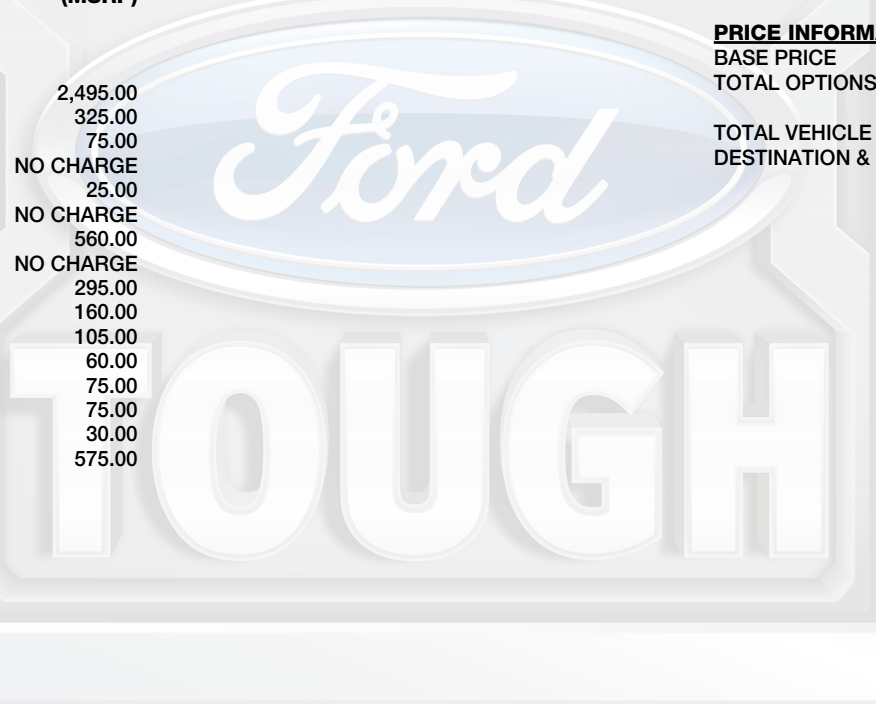 (MSRP)
2,495.00
325.00
75.00
NO CHARGE
25.00
NO CHARGE
560.00
NO CHARGE
295.00
160.00
105.00
60.00
75.00
75.00
30.00
575.00
PRICE INFORMA
BASE PRICE
TOTAL OPTIONS
TOTAL VEHICLE
DESTINATION &
Ford
TOUGH